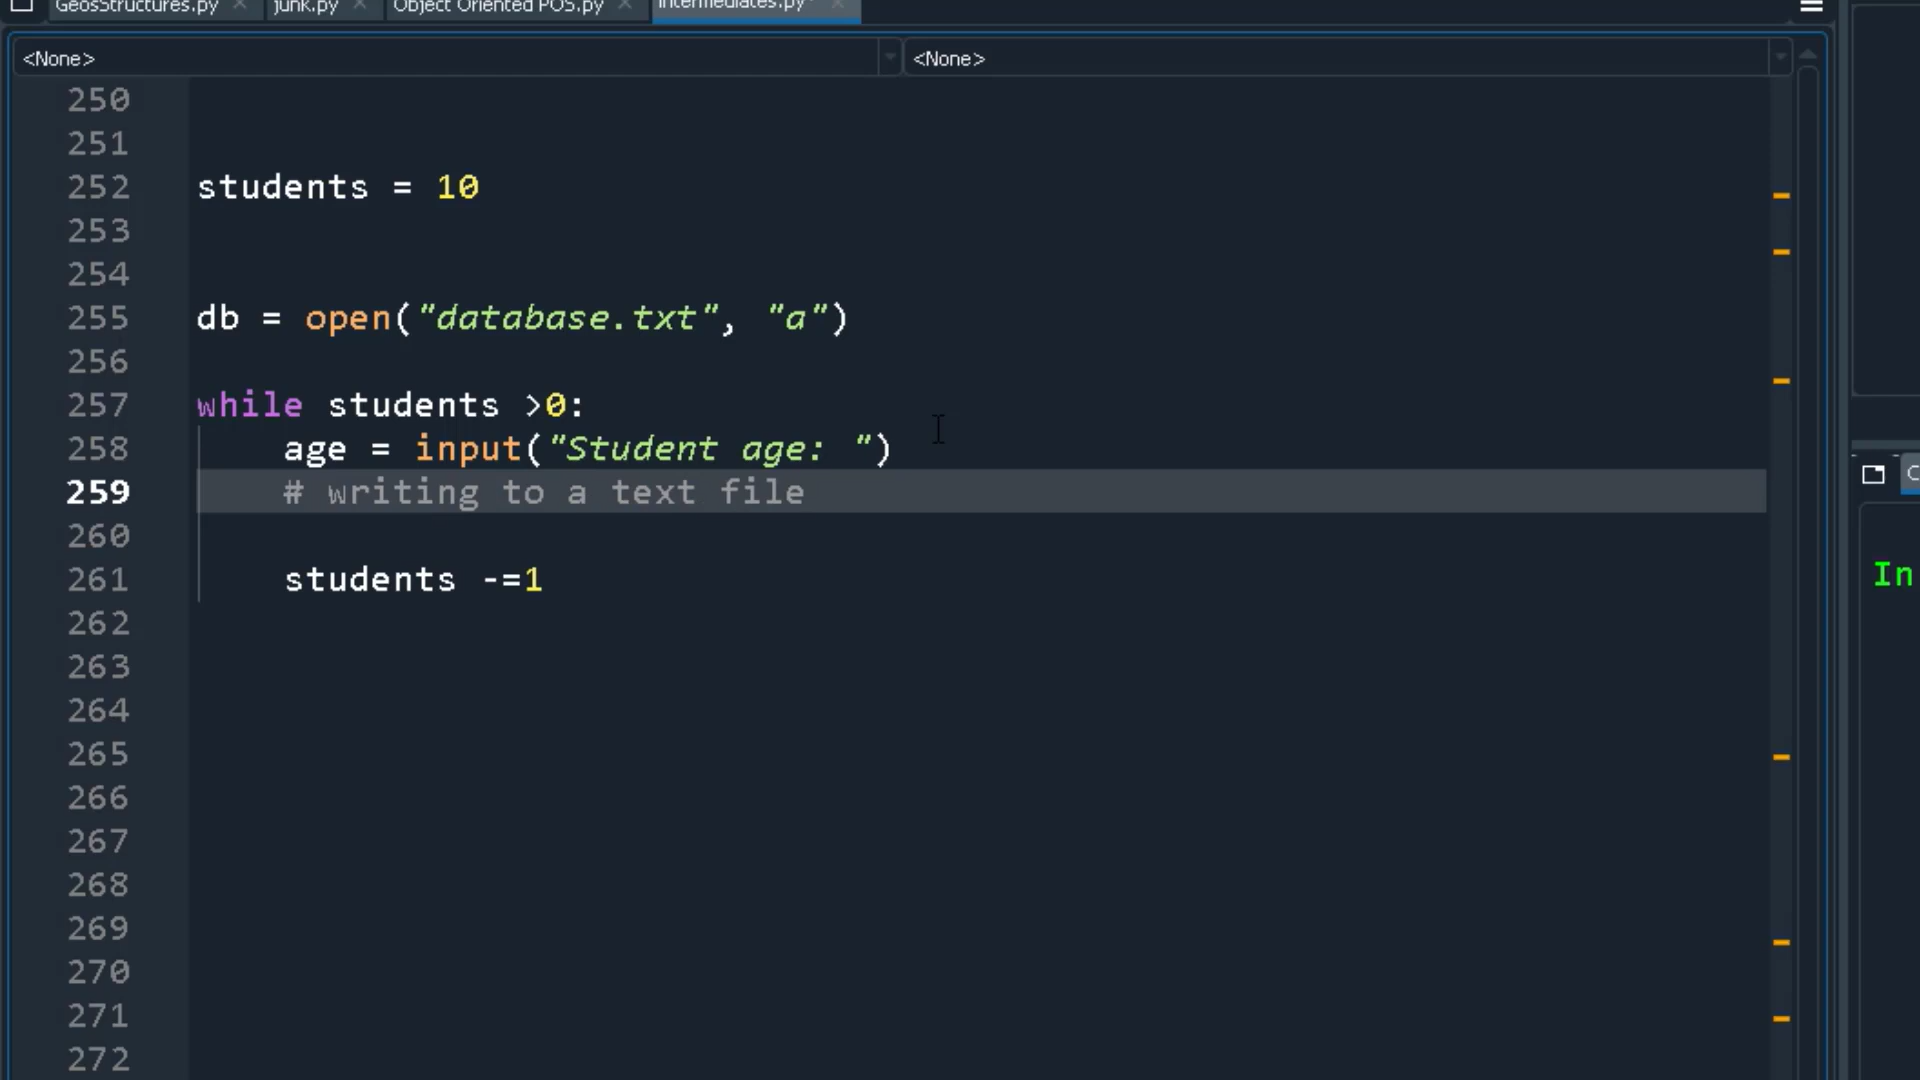 GeosStructures.py junk.py Object Oriented POS.py Intermediates.py*
<None> <None>
250
251
252 students = 10
253
254
255 db = open("database.txt", "a")
256
257 while students >0:
258 age = input("Student age: ")
259 # writing to a text file
260
261 students -=1
262
263
264
265
266
267
268
269
270
271
272
In